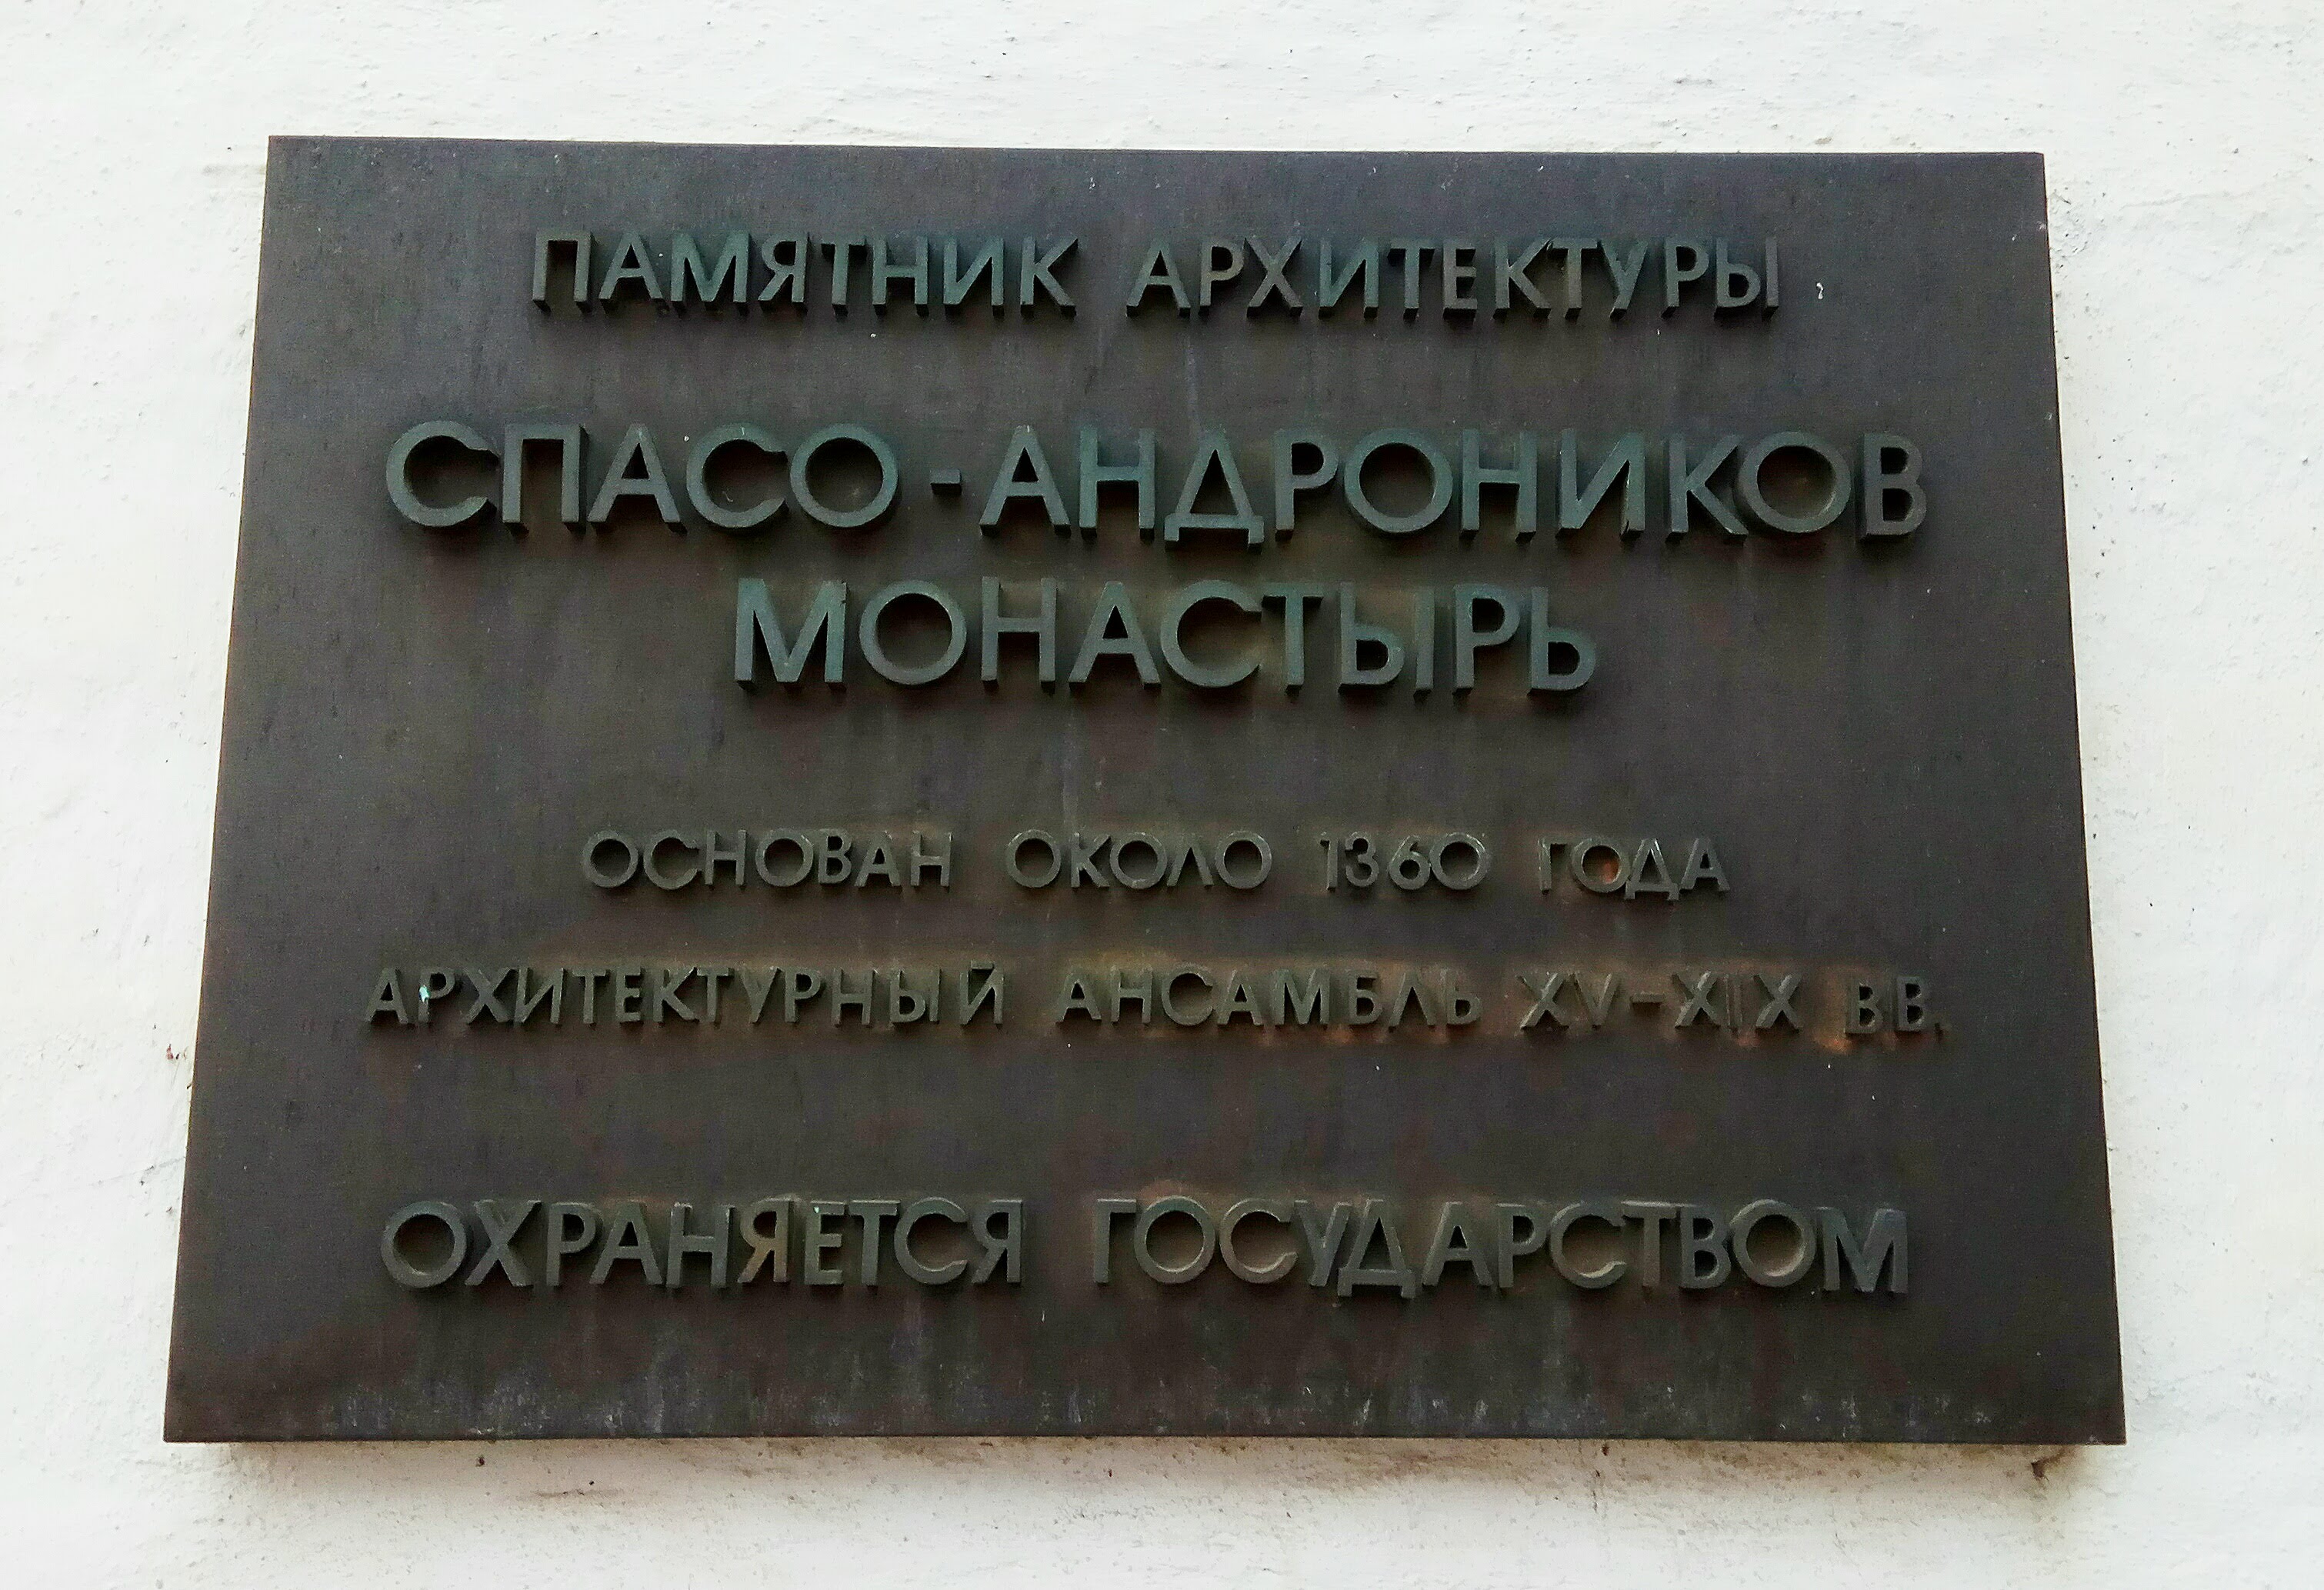 ПАМЯТНИК АРХИТЕКТУРЫ
СПАСО-АНДРОНИКОВ
МОНАСТЫРЬ
ОСНОВАН ОКОЛО 1360 ГОДА
АРХИТЕКТУРНЫЙ АНСАМБЛЬ XV-XIX ВВ.
ОХРАНЯЕТСЯ ГОСУДАРСТВОМ